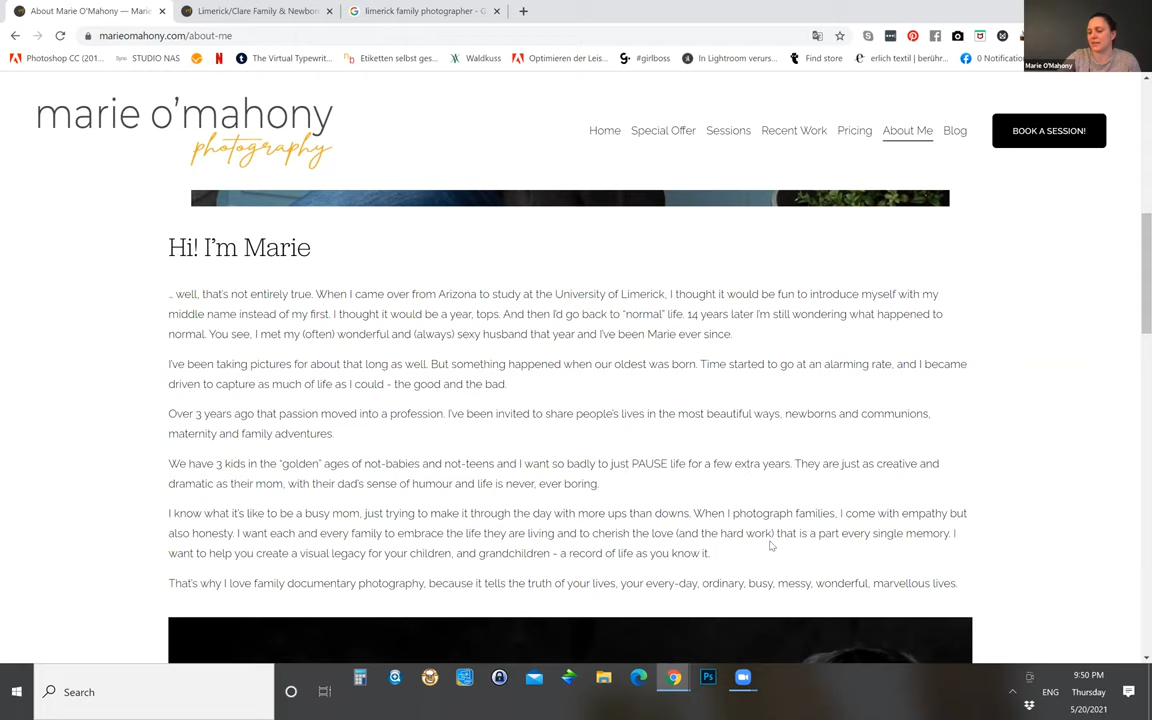 About Marie O'Mahony — Marie
Limerick/Clare Family & Newborn
limerick family photographer - G
marieomahony.com/about-me
Marie O'Mahony
Photoshop CC (201...
Sync STUDIO NAS
The Virtual Typewrit...
Etiketten selbst ges...
Waldkuss
Optimieren der Leis...
#girlboss
In Lightroom verurs...
Find store
erlich textil | berühr...
0 Notification
marie o'mahony
photography
Home
Special Offer
Sessions
Recent Work
Pricing
About Me
Blog
BOOK A SESSION!
Hi! I'm Marie
… well, that's not entirely true. When I came over from Arizona to study at the University of Limerick, I thought it would be fun to introduce myself with my
middle name instead of my first. I thought it would be a year, tops. And then I'd go back to “normal” life. 14 years later I'm still wondering what happened to
normal. You see, I met my (often) wonderful and (always) sexy husband that year and I've been Marie ever since.
I've been taking pictures for about that long as well. But something happened when our oldest was born. Time started to go at an alarming rate, and I became
driven to capture as much of life as I could - the good and the bad.
Over 3 years ago that passion moved into a profession. I've been invited to share people's lives in the most beautiful ways, newborns and communions,
maternity and family adventures.
We have 3 kids in the “golden” ages of not-babies and not-teens and I want so badly to just PAUSE life for a few extra years. They are just as creative and
dramatic as their mom, with their dad's sense of humour and life is never, ever boring.
I know what it's like to be a busy mom, just trying to make it through the day with more ups than downs. When I photograph families, I come with empathy but
also honesty. I want each and every family to embrace the life they are living and to cherish the love (and the hard work) that is a part every single memory. I
want to help you create a visual legacy for your children, and grandchildren - a record of life as you know it.
That's why I love family documentary photography, because it tells the truth of your lives, your every-day, ordinary, busy, messy, wonderful, marvellous lives.
Search
Ps
ENG
9:50 PM
Thursday
5/20/2021